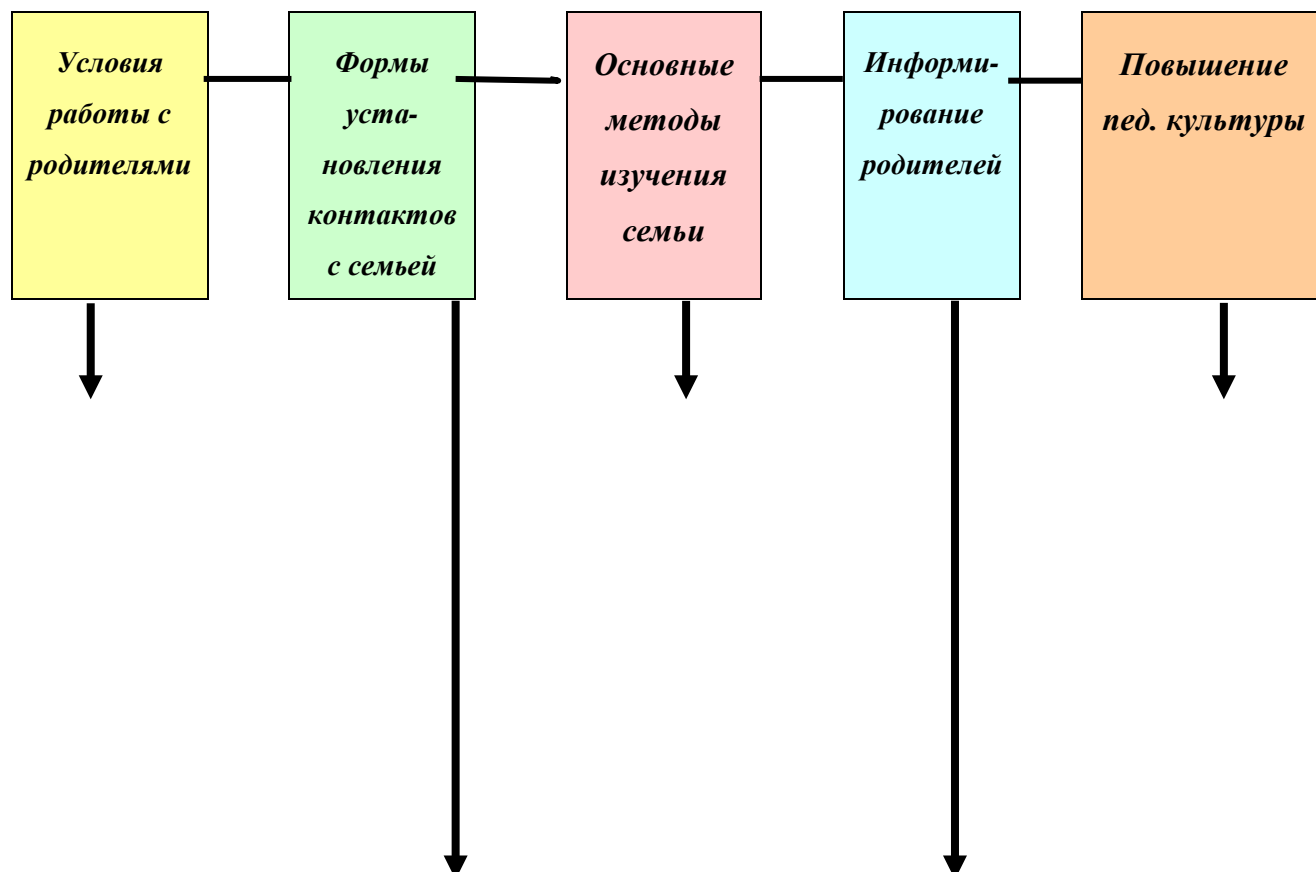 Условия
работы с
родителями
Формы
уста-
новления
контактов
с семьей
Основные
методы
изучения
семьи
Информи-
рование
родителей
Повышение
пед. культуры